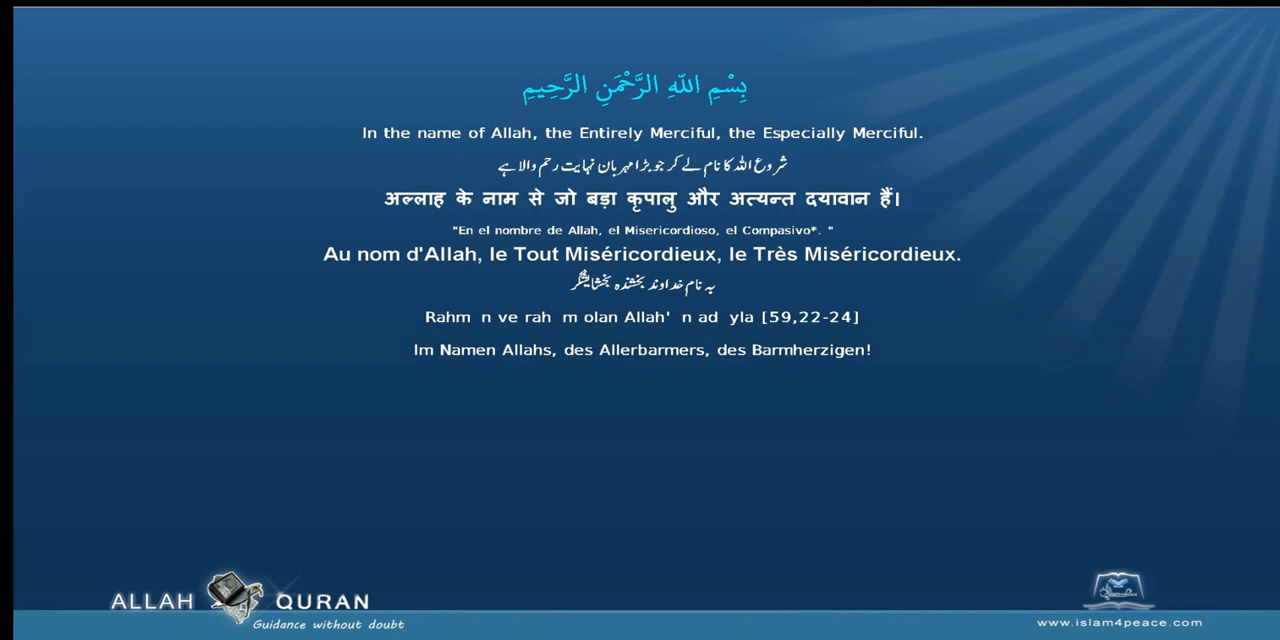 بِسْمِ اللّٰهِ الرَّحْمَنِ الرَّحِيمِ
In the name of Allah, the Entirely Merciful, the Especially Merciful.
شروع اللہ کا نام لے کر جو بڑا مہربان نہایت رحم والا ہے
अल्लाह के नाम से जो बड़ा कृपालु और अत्यन्त दयावान हैं।
"En el nombre de Allah, el Misericordioso, el Compasivo*. "
Au nom d'Allah, le Tout Miséricordieux, le Très Miséricordieux.
به نام خداوند بخشنده بخشایشگر
Rahm n ve rah m olan Allah' n ad yla [59,22-24]
Im Namen Allahs, des Allerbarmers, des Barmherzigen!
ALLAH QURAN
Guidance without doubt
www.islam4peace.com